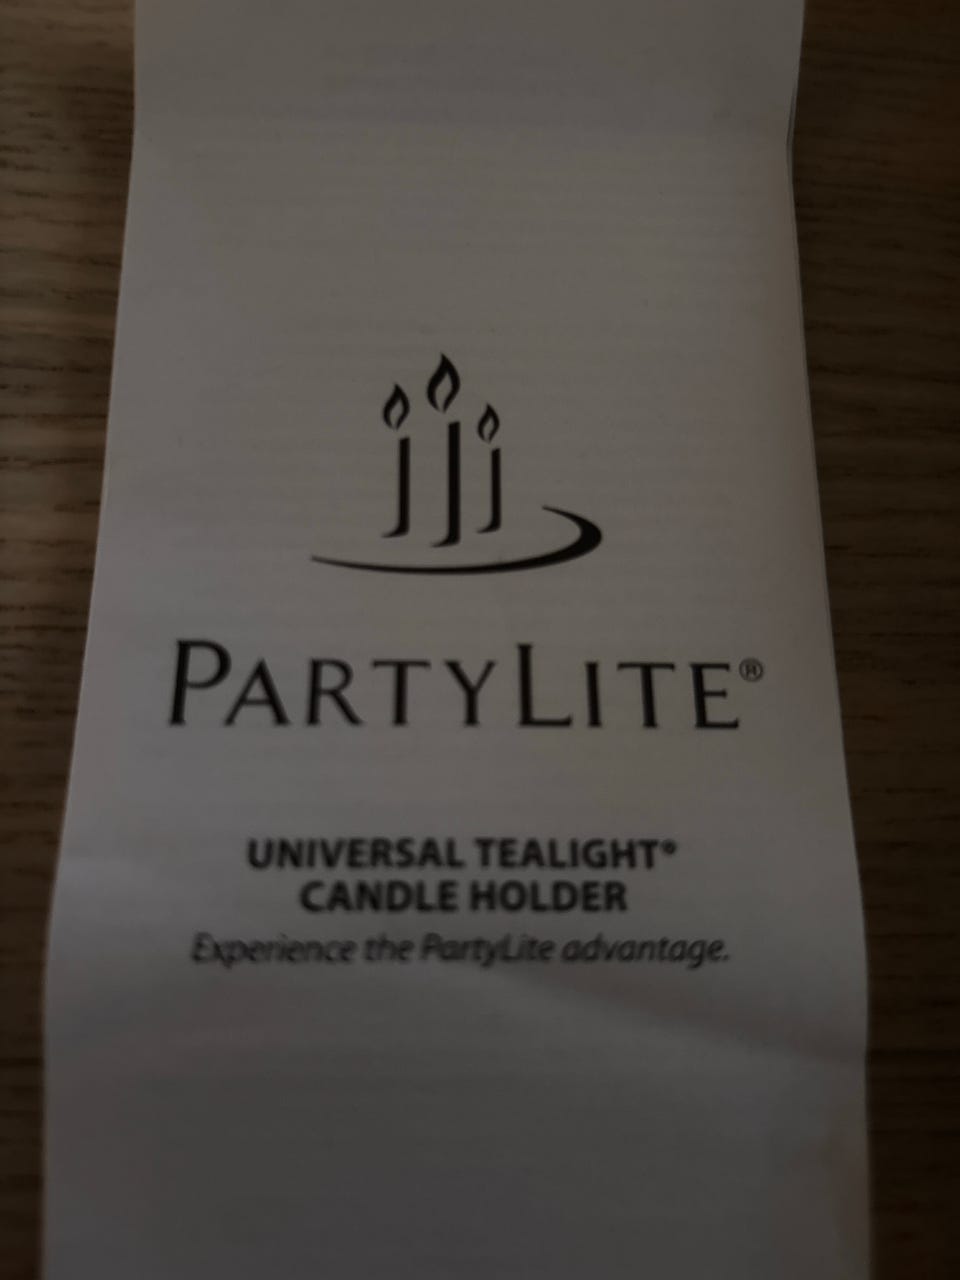 PARTYLITE®
UNIVERSAL TEALIGHT®
CANDLE HOLDER
Experience the PartyLite advantage.